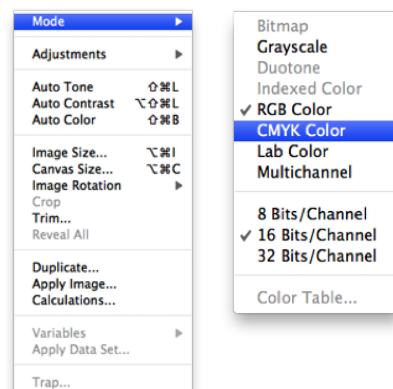 Mode
Adjustments
Auto Tone ⇧⌘L
Auto Contrast ⌥⇧⌘L
Auto Color ⇧⌘B
Image Size... ⌥⌘I
Canvas Size... ⌥⌘C
Image Rotation
Crop
Trim...
Reveal All
Duplicate...
Apply Image...
Calculations...
Variables
Apply Data Set...
Trap...
Bitmap
Grayscale
Duotone
Indexed Color
✓ RGB Color
CMYK Color
Lab Color
Multichannel
8 Bits/Channel
✓ 16 Bits/Channel
32 Bits/Channel
Color Table...